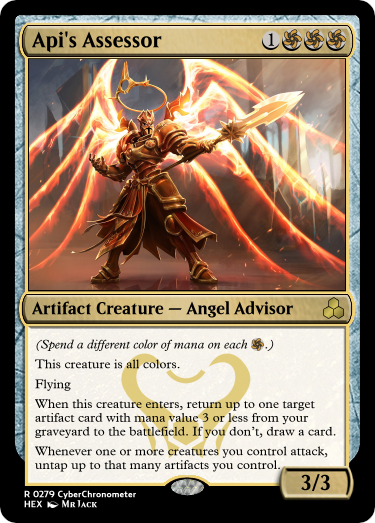 Api's Assessor 1
Artifact Creature — Angel Advisor
(Spend a different color of mana on each .)
This creature is all colors.
Flying
When this creature enters, return up to one target
artifact card with mana value 3 or less from your
graveyard to the battlefield. If you don't, draw a card.
Whenever one or more creatures you control attack,
untap up to that many artifacts you control.
3/3
R 0279 CyberChronometer
HEX Mr Jack